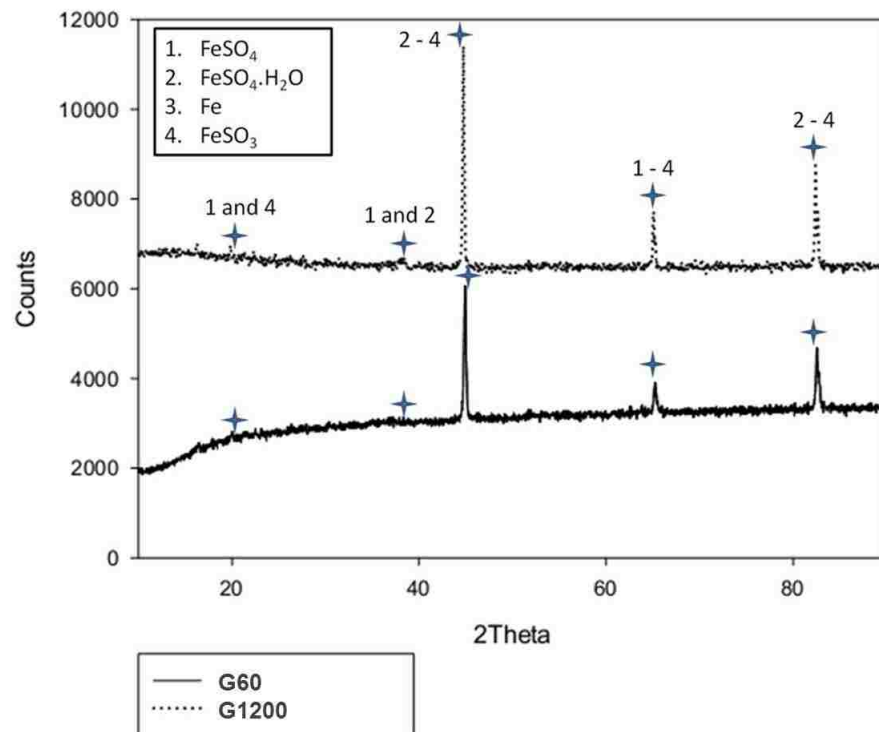 12000
10000
8000
6000
4000
2000
0
Counts
1. FeSO₄
2. FeSO₄.H₂O
3. Fe
4. FeSO₃
2 - 4
2 - 4
1 - 4
1 and 4
1 and 2
20 40 60 80
2Theta
G60
G1200